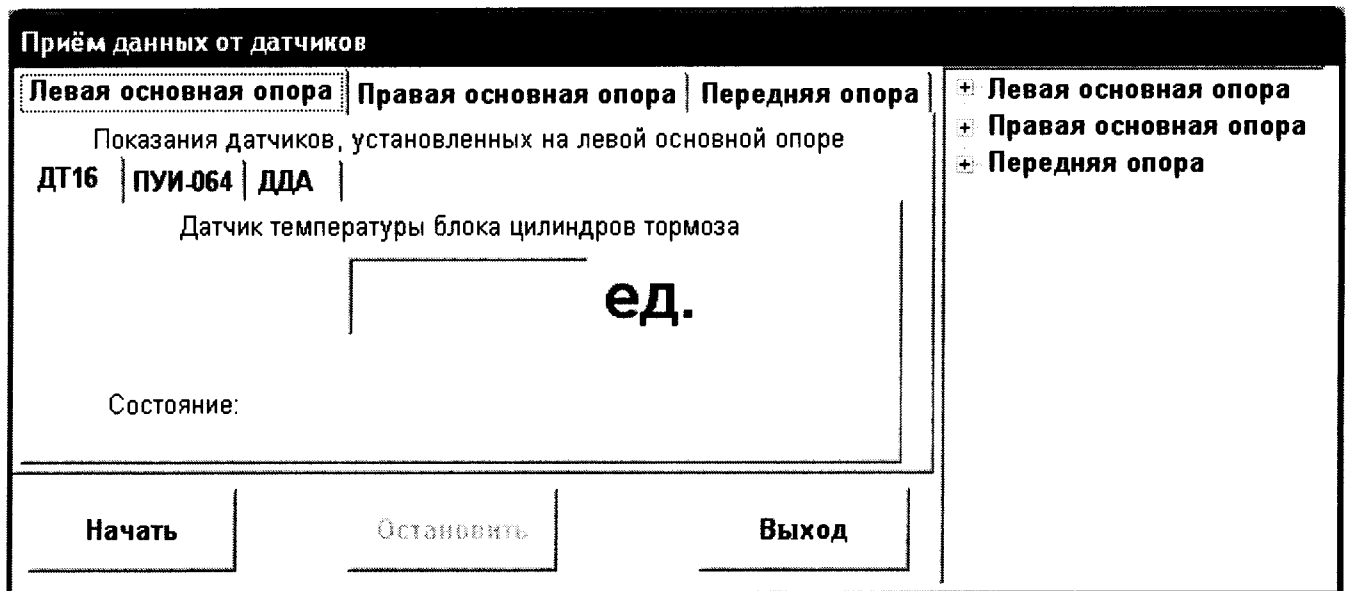 Приём данных от датчиков
Левая основная опора Правая основная опора Передняя опора
Показания датчиков, установленных на левой основной опоре
ДТ16 ПУИ-064 ДДА
Датчик температуры блока цилиндров тормоза
ед.
Состояние:
Начать Остановить Выход
Левая основная опора
Правая основная опора
Передняя опора